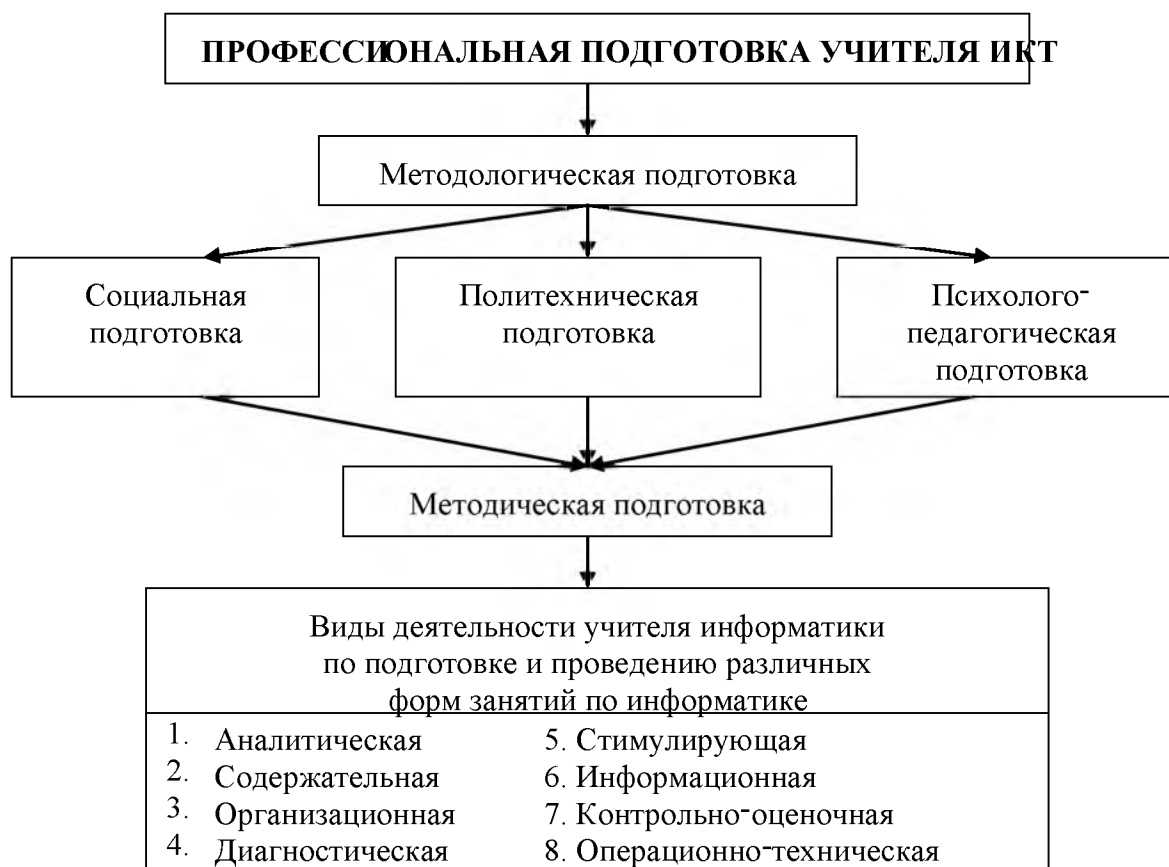 ПРОФЕССИОНАЛЬНАЯ ПОДГОТОВКА УЧИТЕЛЯ ИКТ
Методологическая подготовка
Социальная
подготовка
Политехническая
подготовка
Психолого-
педагогическая
подготовка
Методическая подготовка
Виды деятельности учителя информатики
по подготовке и проведению различных
форм занятий по информатике
1. Аналитическая
2. Содержательная
3. Организационная
4. Диагностическая
5. Стимулирующая
6. Информационная
7. Контрольно-оценочная
8. Операционно-техническая